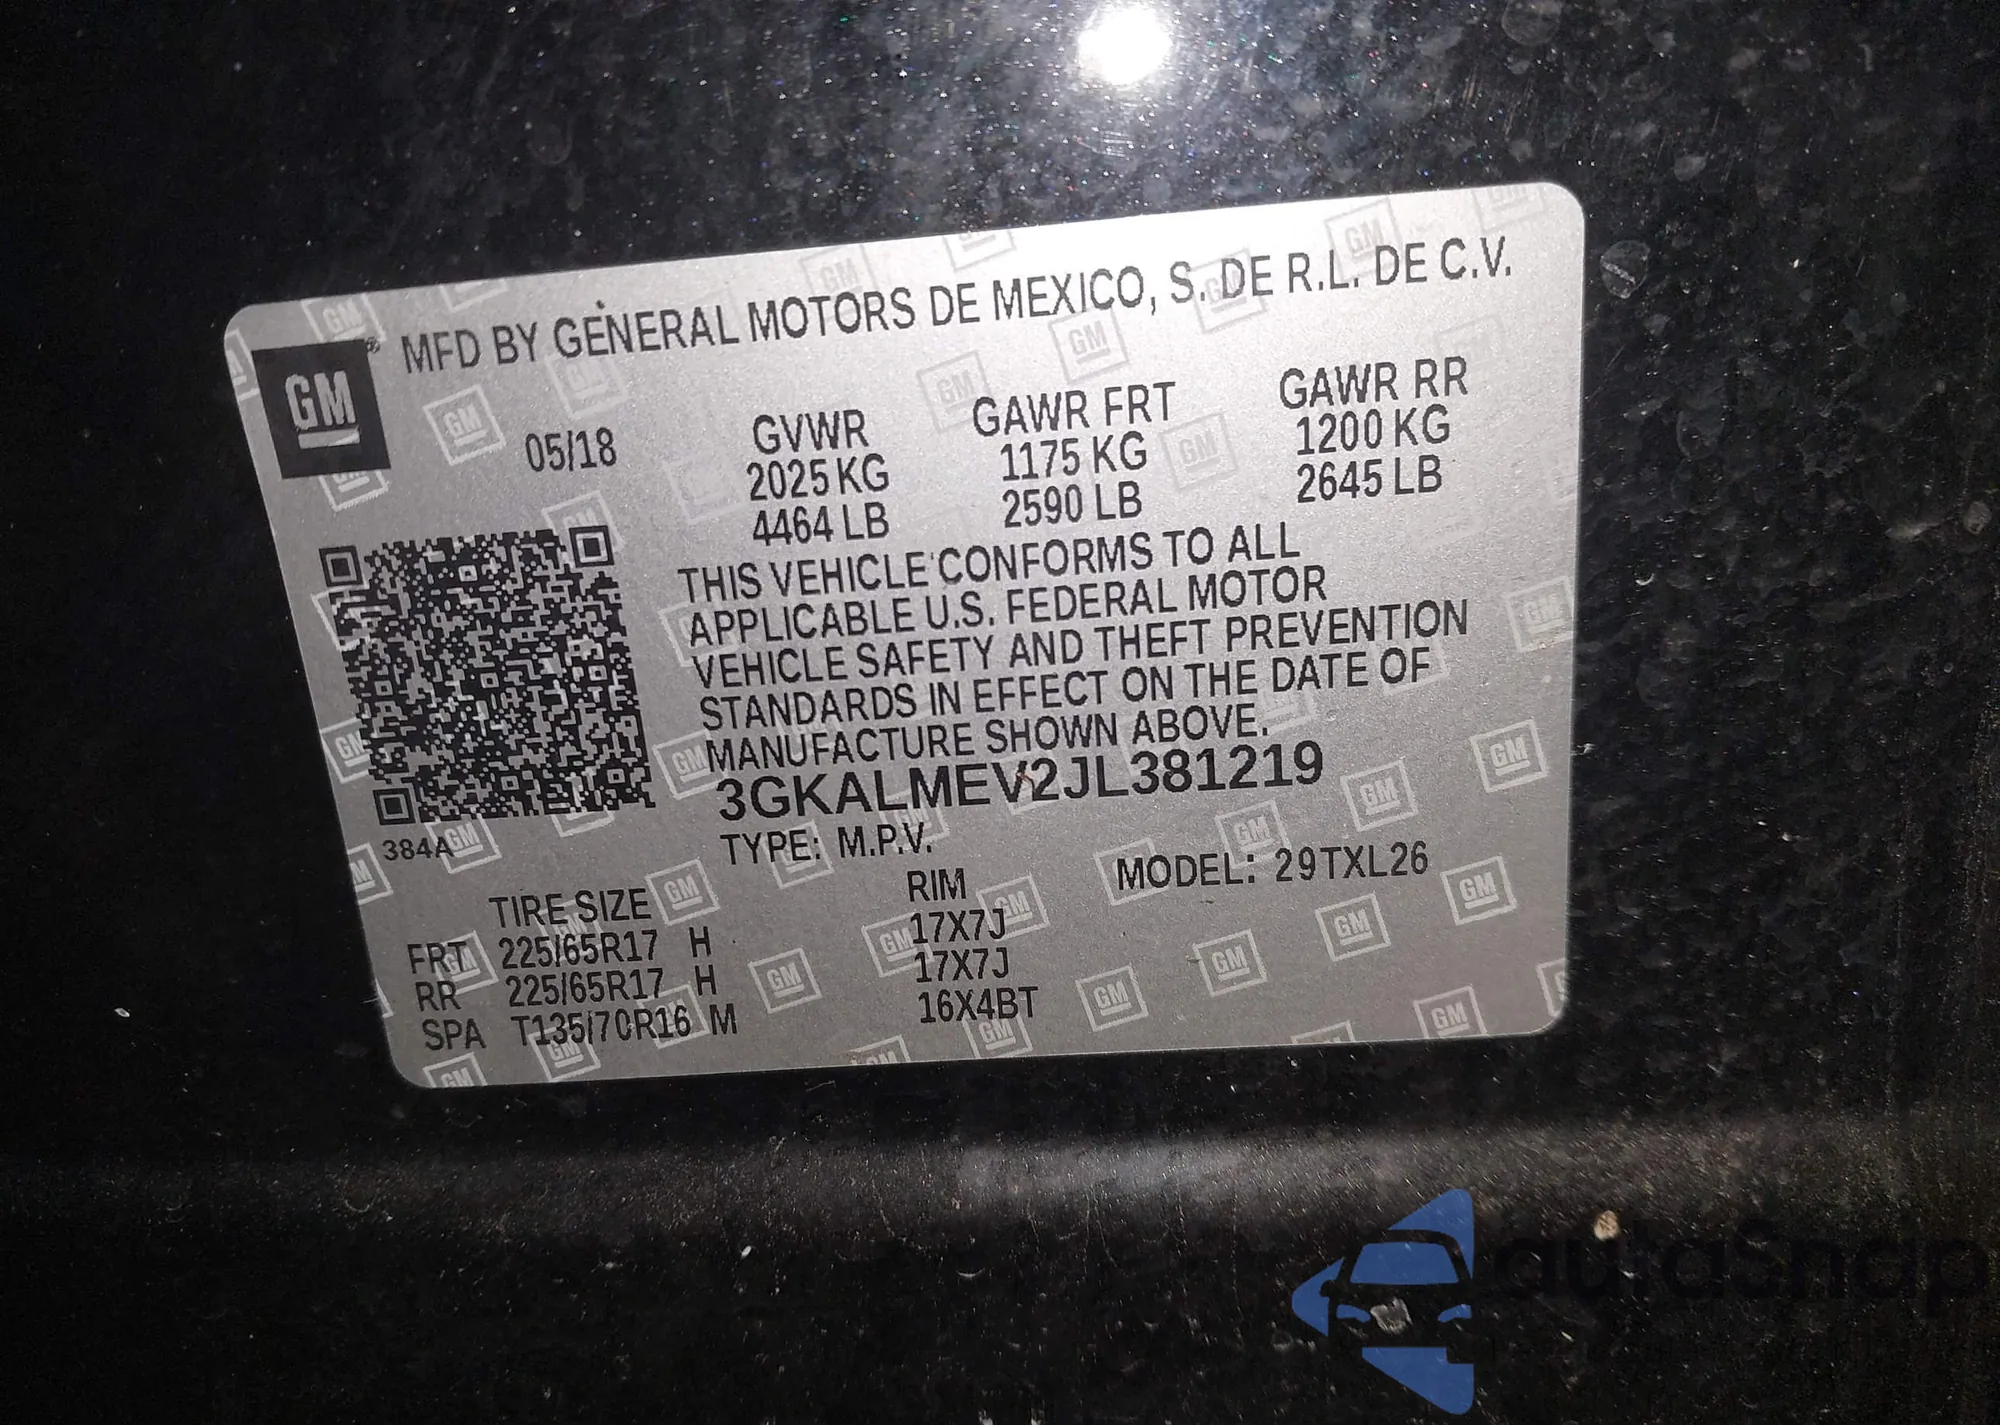 MFD BY GENERAL MOTORS DE MEXICO, S. DE R.L. DE C.V.
GM
05/18
GVWR GAWR FRT GAWR RR
2025 KG 1175 KG 1200 KG
4464 LB 2590 LB 2645 LB
THIS VEHICLE CONFORMS TO ALL
APPLICABLE U.S. FEDERAL MOTOR
VEHICLE SAFETY AND THEFT PREVENTION
STANDARDS IN EFFECT ON THE DATE OF
MANUFACTURE SHOWN ABOVE.
3GKALMEV2JL381219
384A
TYPE: M.P.V. MODEL: 29TXL26
TIRE SIZE RIM
FRT 225/65R17 H 17X7J
RR 225/65R17 H 17X7J
SPA T135/70R16 M 16X4BT
autoSnap